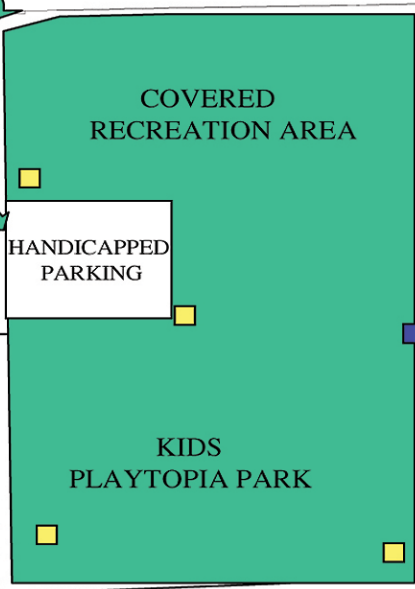 COVERED
RECREATION AREA
HANDICAPPED
PARKING
KIDS
PLAYTOPIA PARK